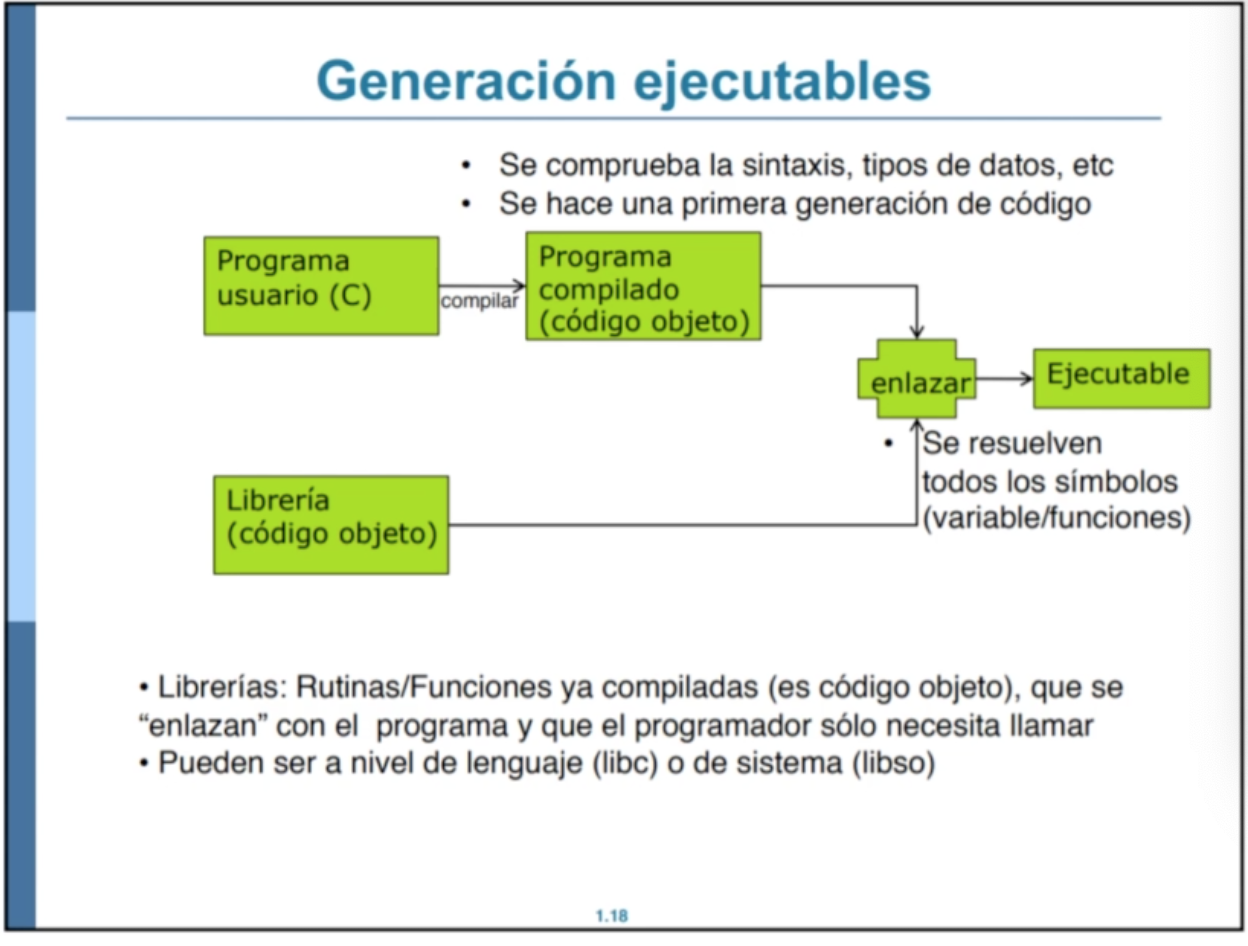 Generación ejecutables
• Se comprueba la sintaxis, tipos de datos, etc
• Se hace una primera generación de código
Programa
usuario (C)
compilar
Programa
compilado
(código objeto)
enlazar
Ejecutable
• Se resuelven
todos los símbolos
(variable/funciones)
Librería
(código objeto)
• Librerías: Rutinas/Funciones ya compiladas (es código objeto), que se
“enlazan” con el programa y que el programador sólo necesita llamar
• Pueden ser a nivel de lenguaje (libc) o de sistema (libso)
1.18